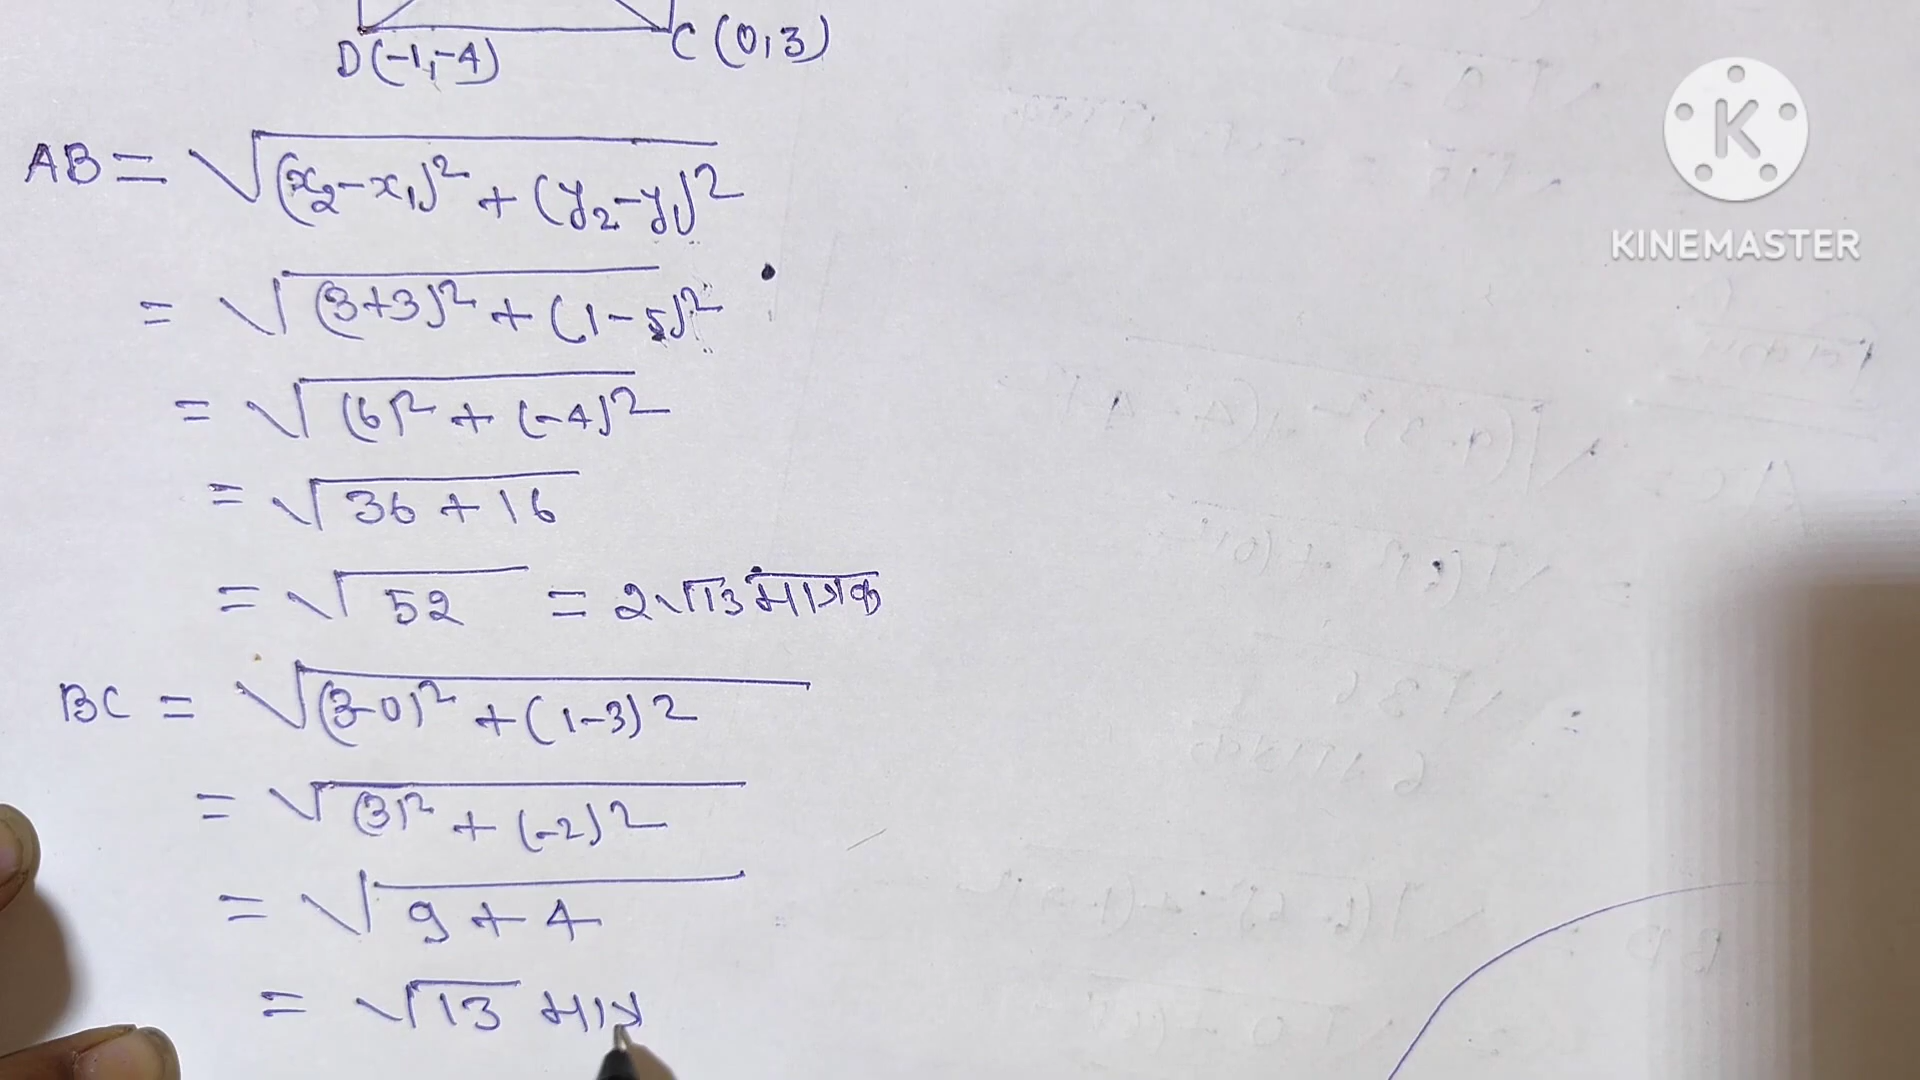 D(-1,-4) C(0,3)
AB = √(x₂-x₁)² + (y₂-y₁)²
= √(3+3)² + (1-5)²
= √(6)² + (-4)²
= √36 + 16
= √52 = 2√13 मात्रक
BC = √(3-0)² + (1-3)²
= √(3)² + (-2)²
= √9 + 4
= √13 मात्र
K
KINEMASTER